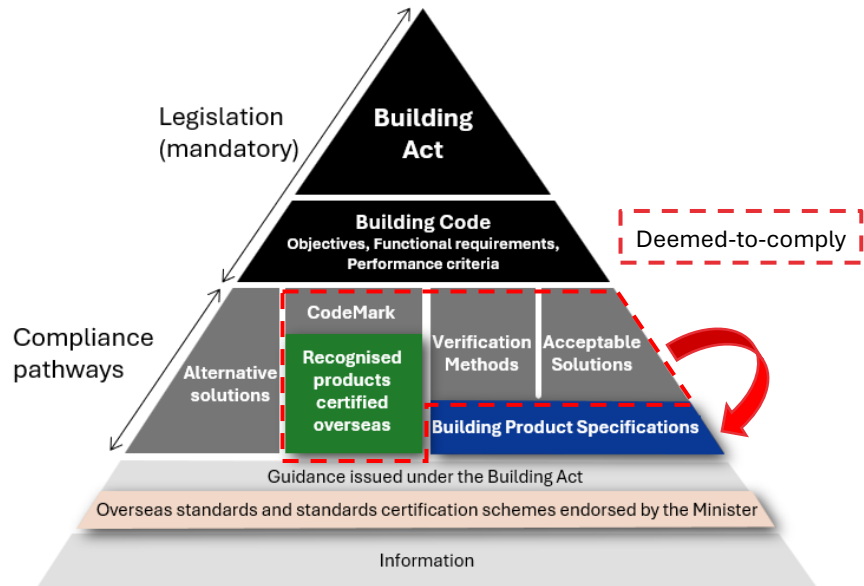 Building
Act
Legislation
(mandatory)
Building Code
Objectives, Functional requirements,
Performance criteria
Deemed-to-comply
Compliance
pathways
Alternative
solutions
CodeMark
Recognised
products
certified
overseas
Verification
Methods
Acceptable
Solutions
Building Product Specifications
Guidance issued under the Building Act
Overseas standards and standards certification schemes endorsed by the Minister
Information